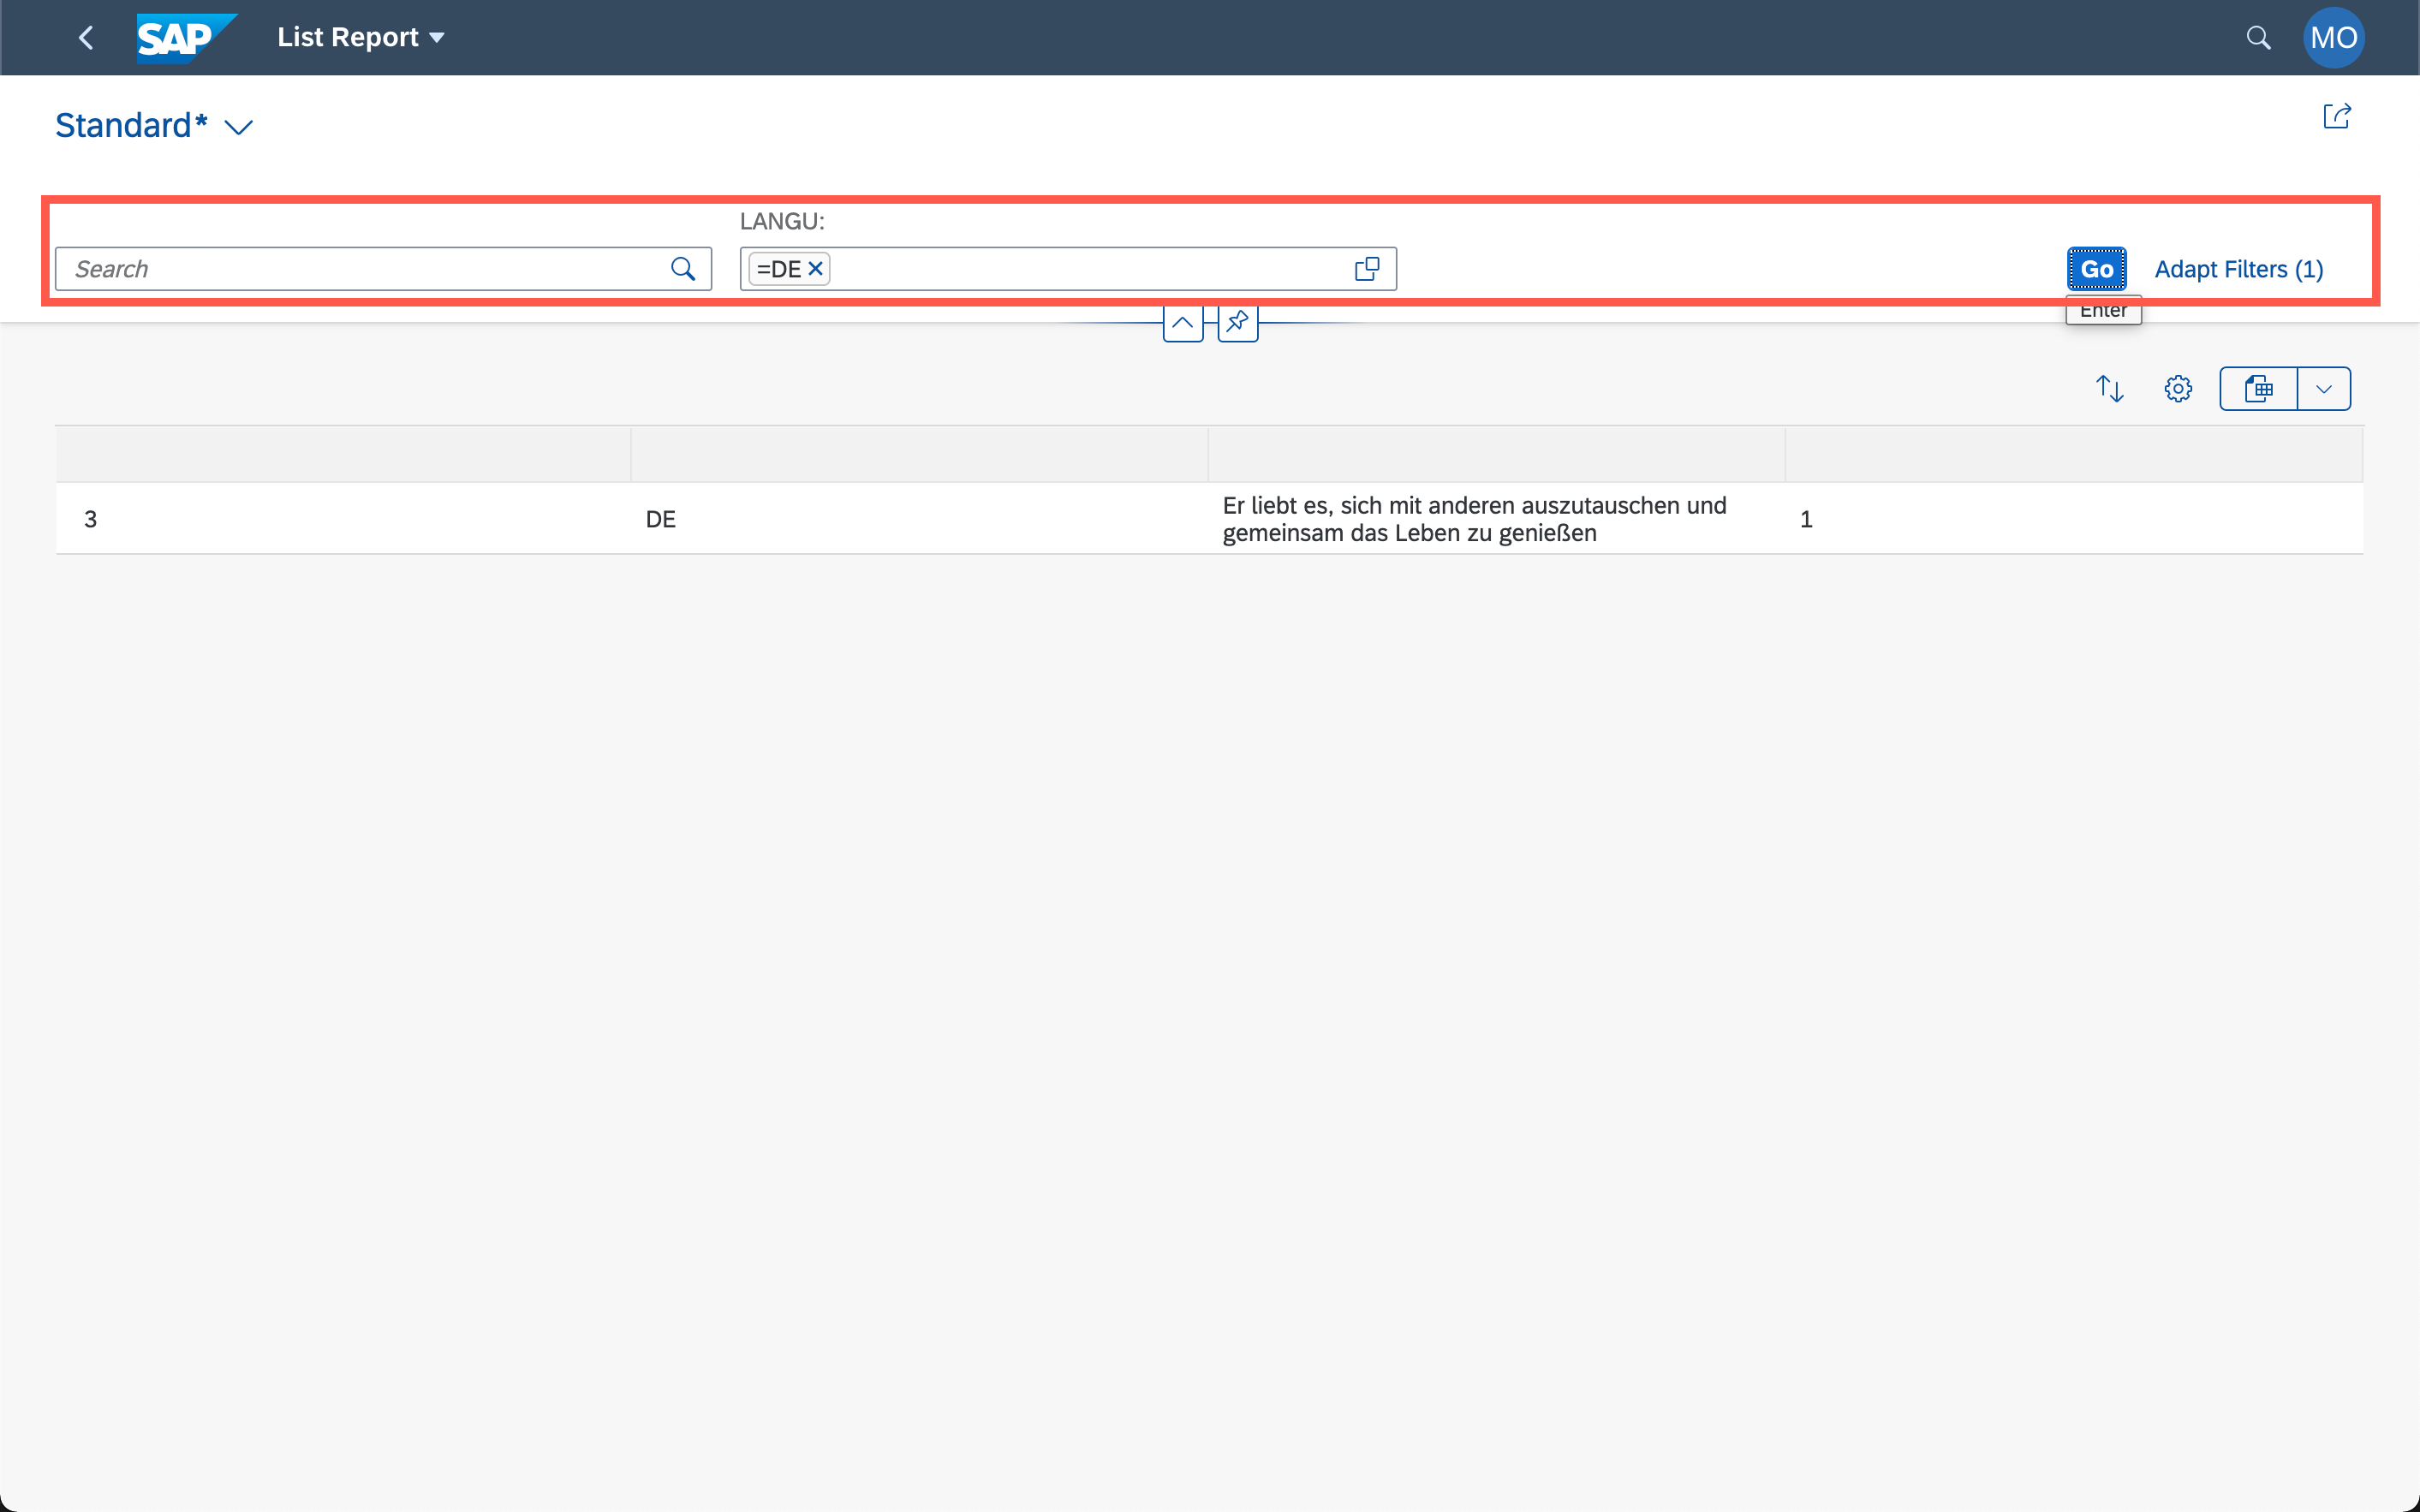 SAP List Report MO
Standard*
LANGU:
Search =DE Go Adapt Filters (1)
Enter
3 DE Er liebt es, sich mit anderen auszutauschen und 1
gemeinsam das Leben zu genießen